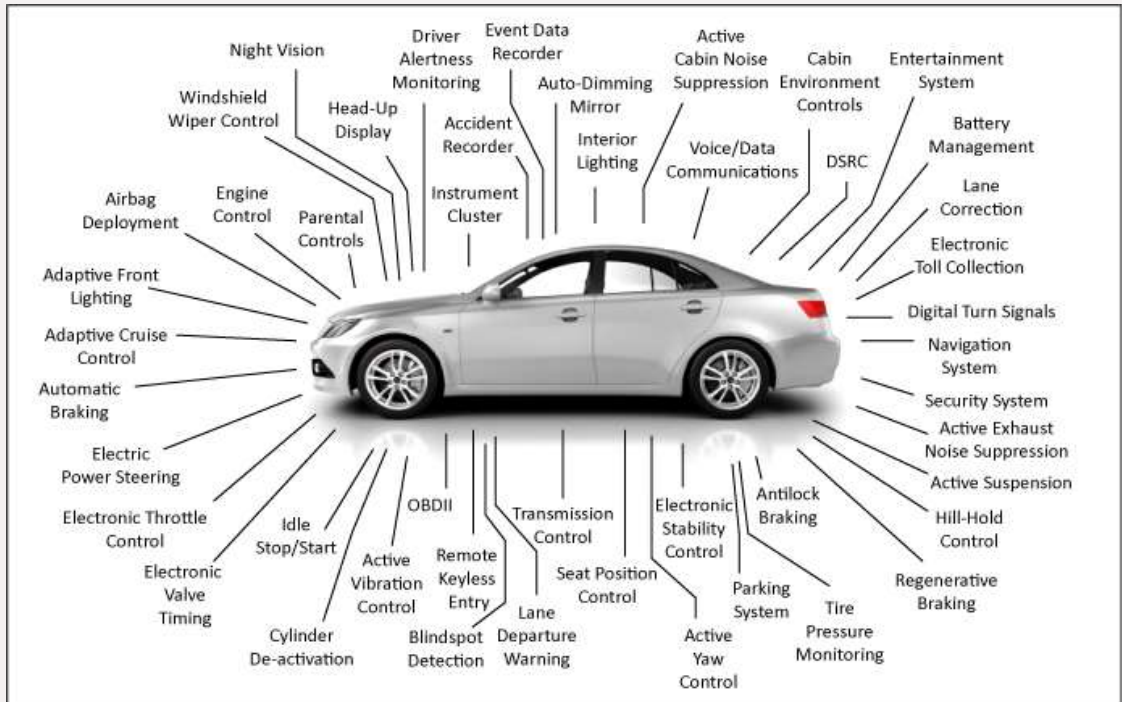 Night Vision
Driver
Alertness
Monitoring
Event Data
Recorder
Active
Cabin Noise
Suppression
Cabin
Environment
Controls
Entertainment
System
Windshield
Wiper Control
Head-Up
Display
Accident
Recorder
Auto-Dimming
Mirror
Interior
Lighting
Voice/Data
Communications
DSRC
Battery
Management
Airbag
Deployment
Engine
Control
Parental
Controls
Instrument
Cluster
Lane
Correction
Adaptive Front
Lighting
Electronic
Toll Collection
Adaptive Cruise
Control
Digital Turn Signals
Navigation
System
Automatic
Braking
Security System
Electric
Power Steering
Active Exhaust
Noise Suppression
Active Suspension
Electronic Throttle
Control
Hill-Hold
Control
Electronic
Valve
Timing
Idle
Stop/Start
Cylinder
De-activation
Active
Vibration
Control
OBDII
Remote
Keyless
Entry
Blindspot
Detection
Lane
Departure
Warning
Transmission
Control
Seat Position
Control
Active
Yaw
Control
Electronic
Stability
Control
Parking
System
Antilock
Braking
Tire
Pressure
Monitoring
Regenerative
Braking